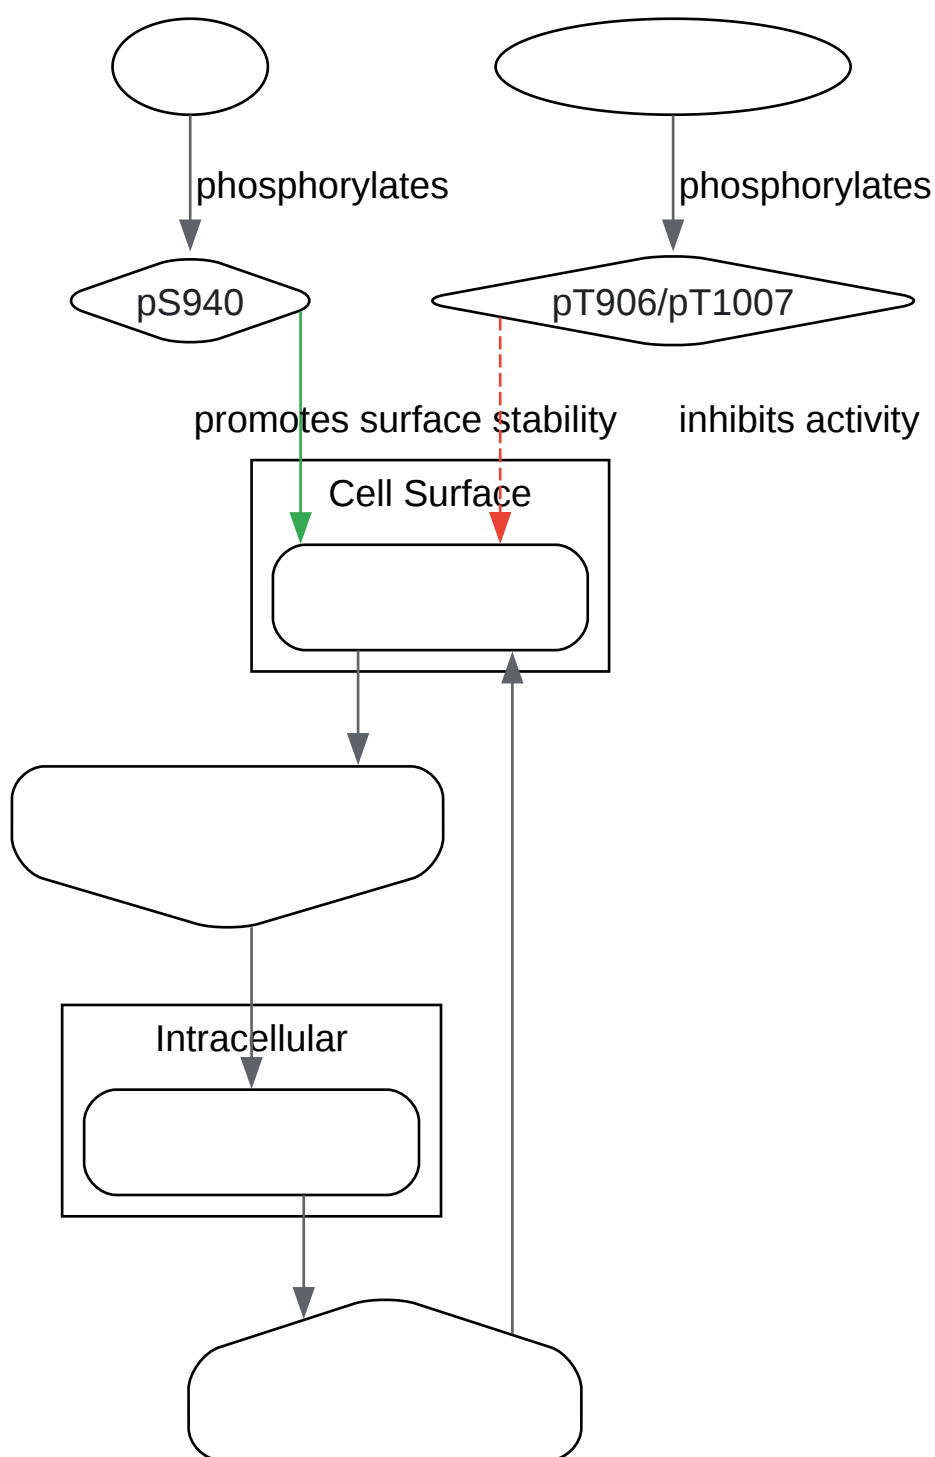 phosphorylates
phosphorylates
pS940
pT906/pT1007
promotes surface stability
inhibits activity
Cell Surface
Intracellular